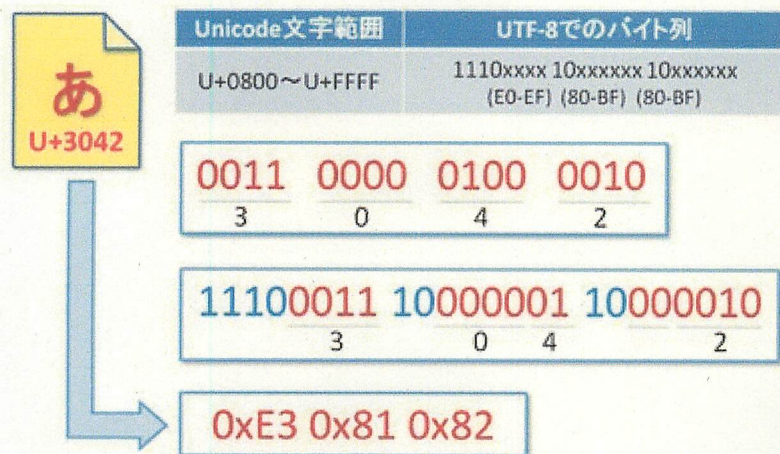 あ
U+3042
Unicode文字範囲 UTF-8でのバイト列
U+0800～U+FFFF 1110xxxx 10xxxxxx 10xxxxxx
(E0-EF) (80-BF) (80-BF)
0011 0000 0100 0010
3 0 4 2
11100011 10000001 10000010
3 0 4 2
0xE3 0x81 0x82